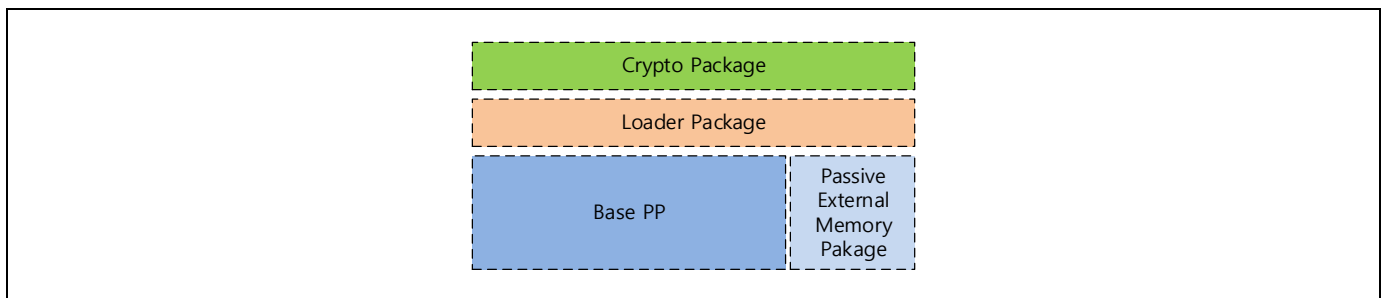 Crypto Package
Loader Package
Base PP
Passive
External
Memory
Pakage